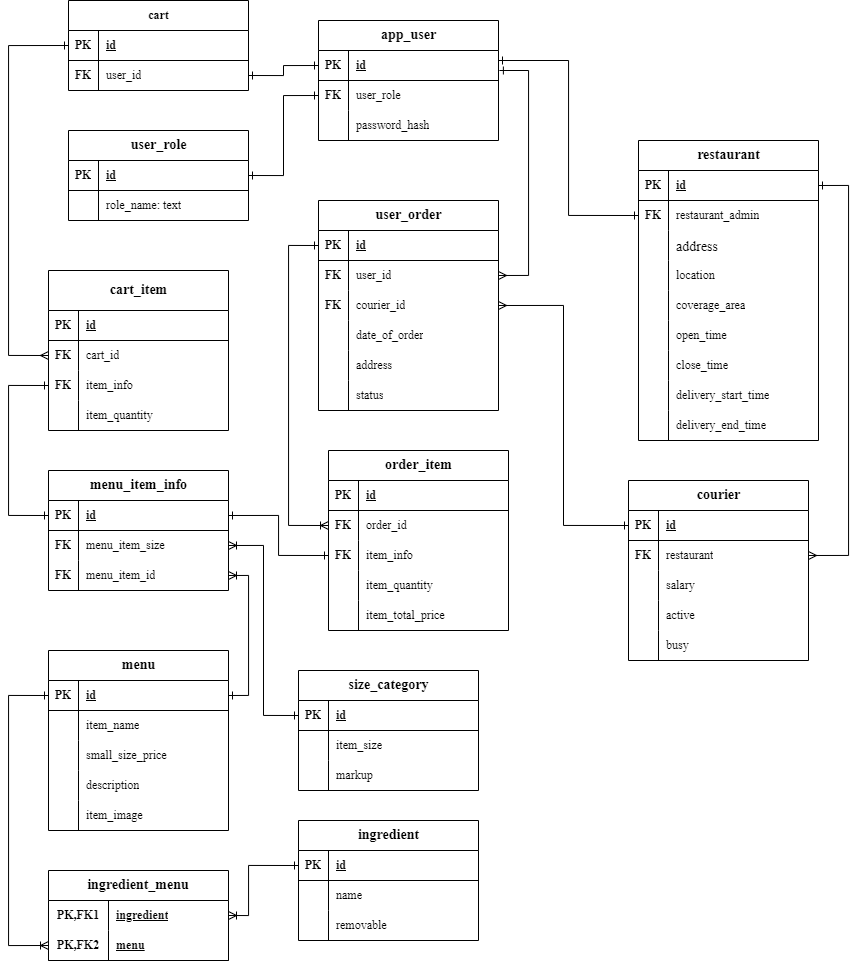 cart
PK id
FK user_id
app_user
PK id
FK user_role
password_hash
user_role
PK id
role_name: text
restaurant
PK id
FK restaurant_admin
address
location
coverage_area
open_time
close_time
delivery_start_time
delivery_end_time
user_order
PK id
FK user_id
FK courier_id
date_of_order
address
status
cart_item
PK id
FK cart_id
FK item_info
item_quantity
order_item
PK id
FK order_id
FK item_info
item_quantity
item_total_price
menu_item_info
PK id
FK menu_item_size
FK menu_item_id
courier
PK id
FK restaurant
salary
active
busy
menu
PK id
item_name
small_size_price
description
item_image
size_category
PK id
item_size
markup
ingredient
PK id
name
removable
ingredient_menu
PK,FK1 ingredient
PK,FK2 menu